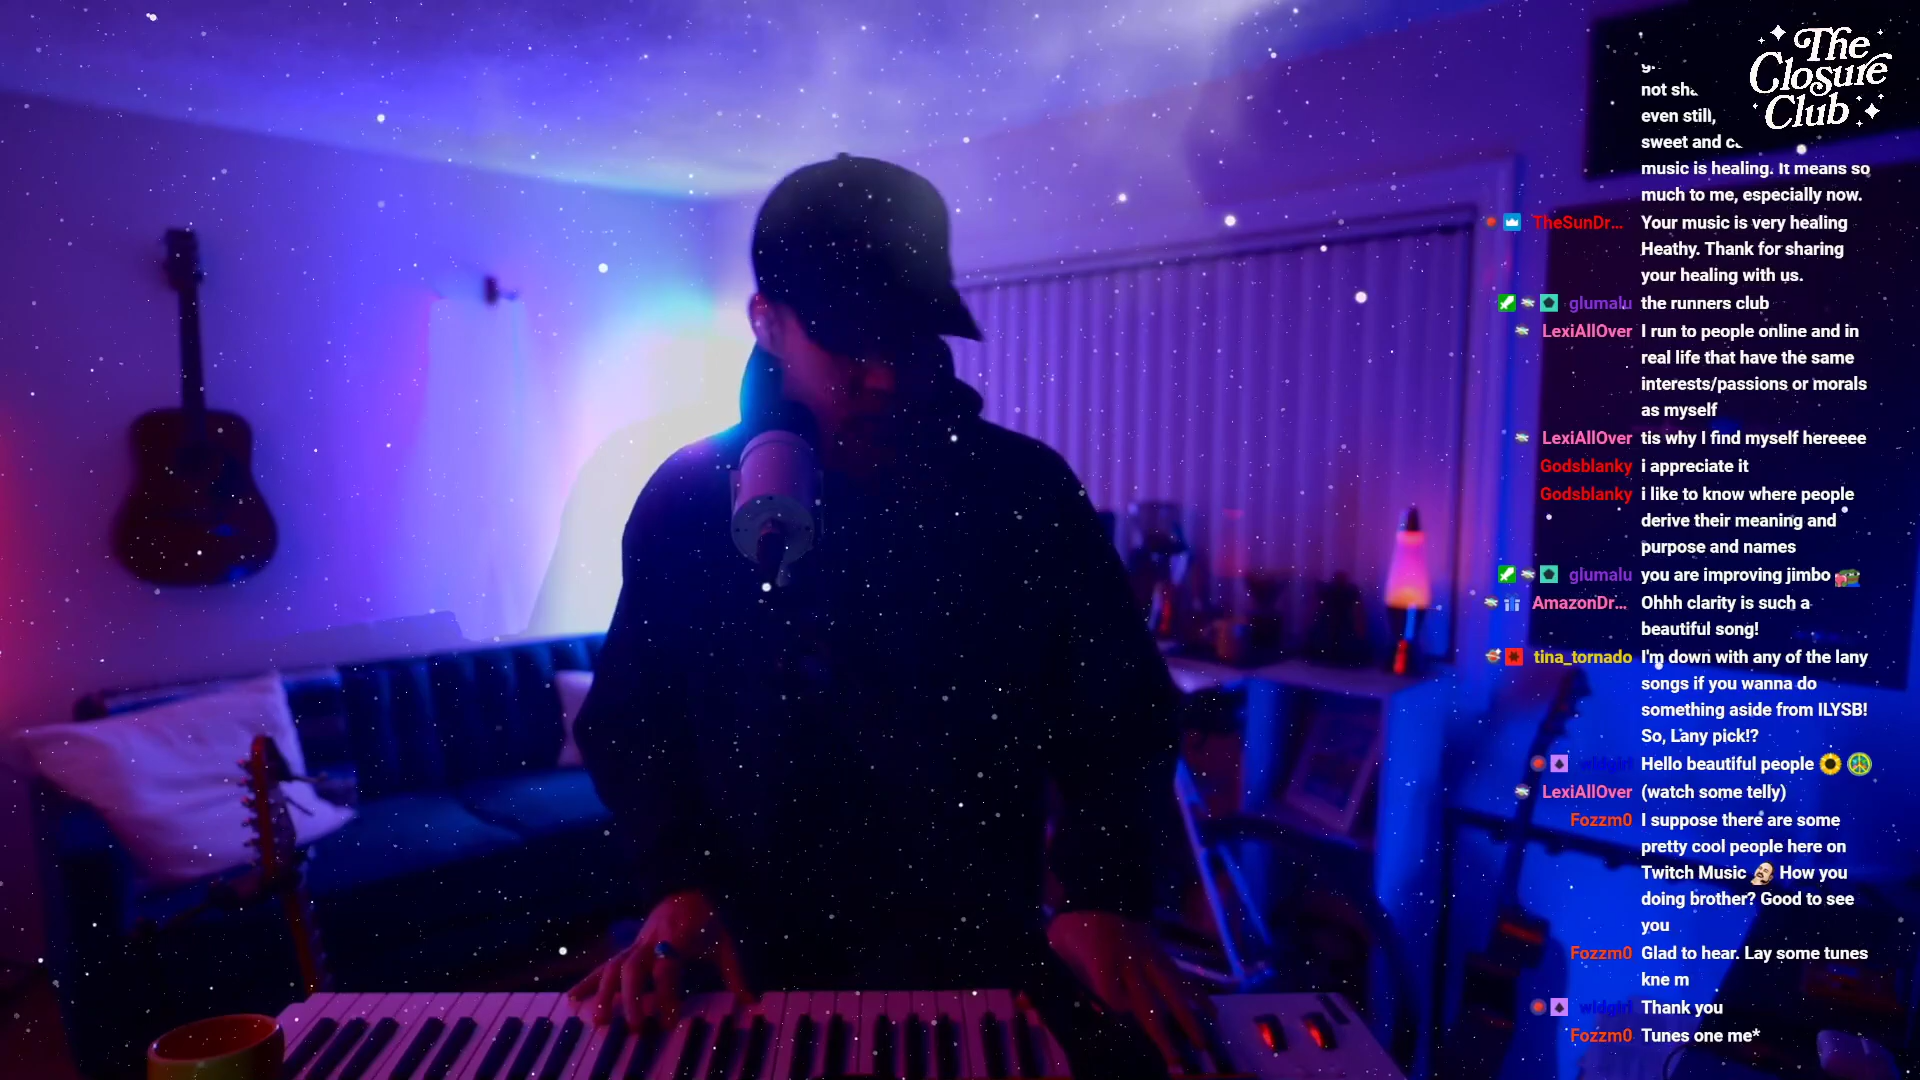 The
Closure
Club
not sh
even still,
sweet and c
music is healing. It means so
much to me, especially now.
TheSunDr... Your music is very healing
Heathy. Thank for sharing
your healing with us.
glumalu the runners club
LexiAllOver I run to people online and in
real life that have the same
interests/passions or morals
as myself
LexiAllOver tis why I find myself hereeee
Godsblanky i appreciate it
Godsblanky i like to know where people
derive their meaning and
purpose and names
glumalu you are improving jimbo
AmazonDr... Ohhh clarity is such a
beautiful song!
tina_tornado I'm down with any of the lany
songs if you wanna do
something aside from ILYSB!
So, Lany pick!?
widgirl Hello beautiful people
LexiAllOver (watch some telly)
Fozzm0 I suppose there are some
pretty cool people here on
Twitch Music How you
doing brother? Good to see
you
Fozzm0 Glad to hear. Lay some tunes
kne m
widgirl Thank you
Fozzm0 Tunes one me*